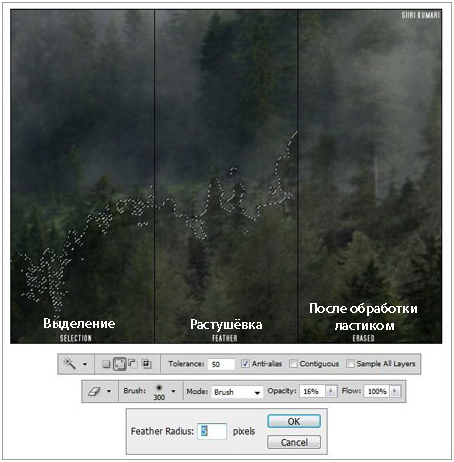 SIIRI KUMARI
Выделение
SELECTION
Растушёвка
FEATHER
После обработки
ластиком
ERASED
Tolerance: 50 Anti-alias Contiguous Sample All Layers
Brush: 300 Mode: Brush Opacity: 16% Flow: 100%
Feather Radius: 5 pixels
OK
Cancel